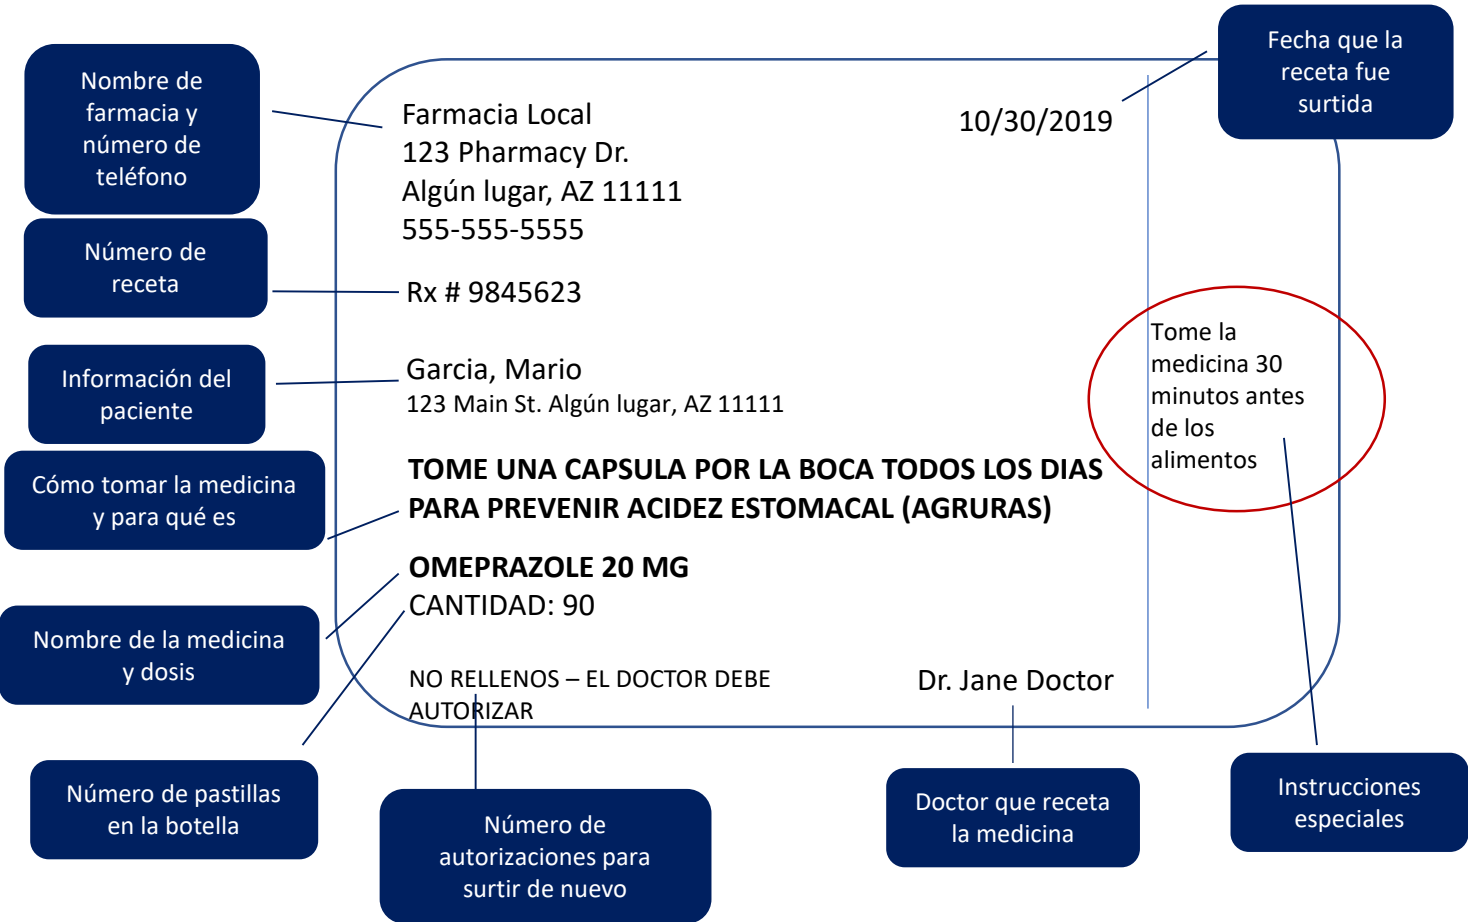 Nombre de
farmacia y
número de
teléfono
Fecha que la
receta fue
surtida
Farmacia Local
123 Pharmacy Dr.
Algún lugar, AZ 11111
555-555-5555
10/30/2019
Número de
receta
Rx # 9845623
Información del
paciente
Garcia, Mario
123 Main St. Algún lugar, AZ 11111
Tome la
medicina 30
minutos antes
de los
alimentos
Cómo tomar la medicina
y para qué es
TOME UNA CAPSULA POR LA BOCA TODOS LOS DIAS
PARA PREVENIR ACIDEZ ESTOMACAL (AGRURAS)
OMEPRAZOLE 20 MG
CANTIDAD: 90
Nombre de la medicina
y dosis
NO RELLENOS – EL DOCTOR DEBE
AUTORIZAR
Dr. Jane Doctor
Número de pastillas
en la botella
Número de
autorizaciones para
surtir de nuevo
Doctor que receta
la medicina
Instrucciones
especiales